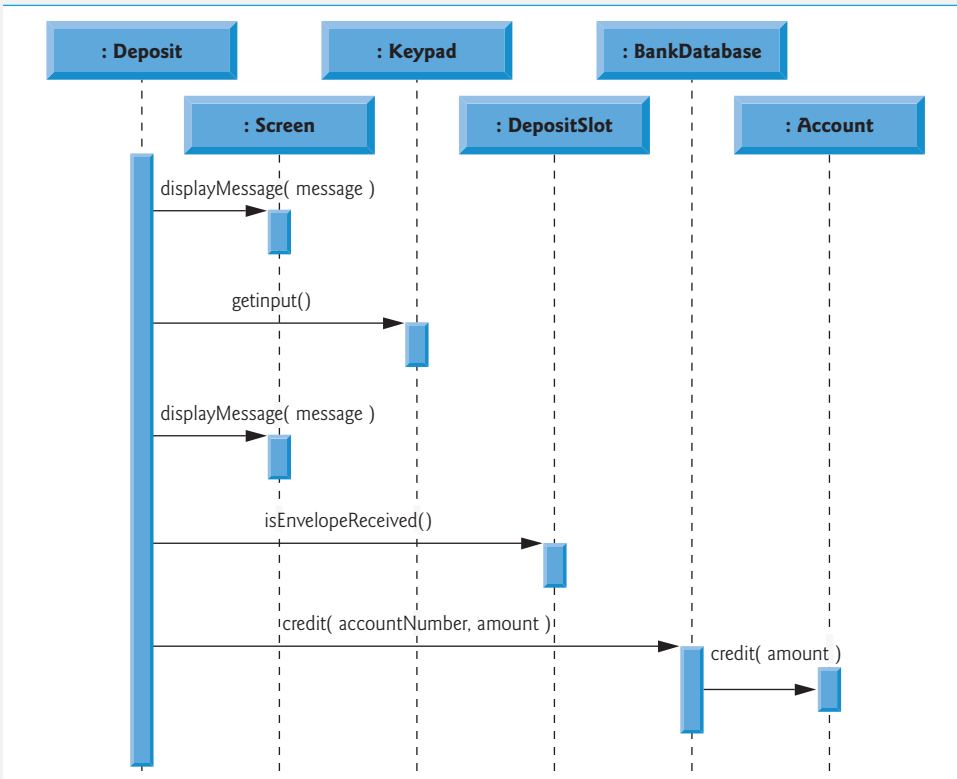 : Deposit
: Keypad
: BankDatabase
: Screen
: DepositSlot
: Account
displayMessage( message )
getinput()
displayMessage( message )
isEnvelopeReceived()
credit( accountNumber, amount )
credit( amount )